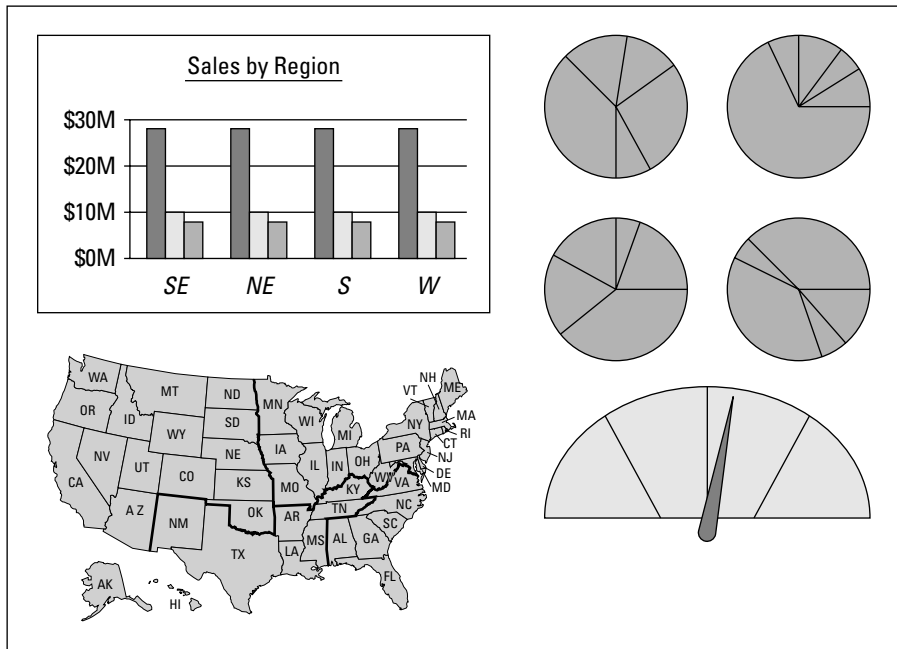 Sales by Region
$30M
$20M
$10M
$0M
SE NE S W
WA
MT
ND
MN
OR
ID
WY
SD
WI
MI
VT
NH
ME
NY
MA
RI
CT
NJ
PA
DE
MD
NV
UT
CO
NE
IA
IL
IN
OH
WV
VA
CA
KS
MO
KY
NC
A Z
NM
OK
AR
TN
SC
TX
LA
MS
AL
GA
FL
AK
HI